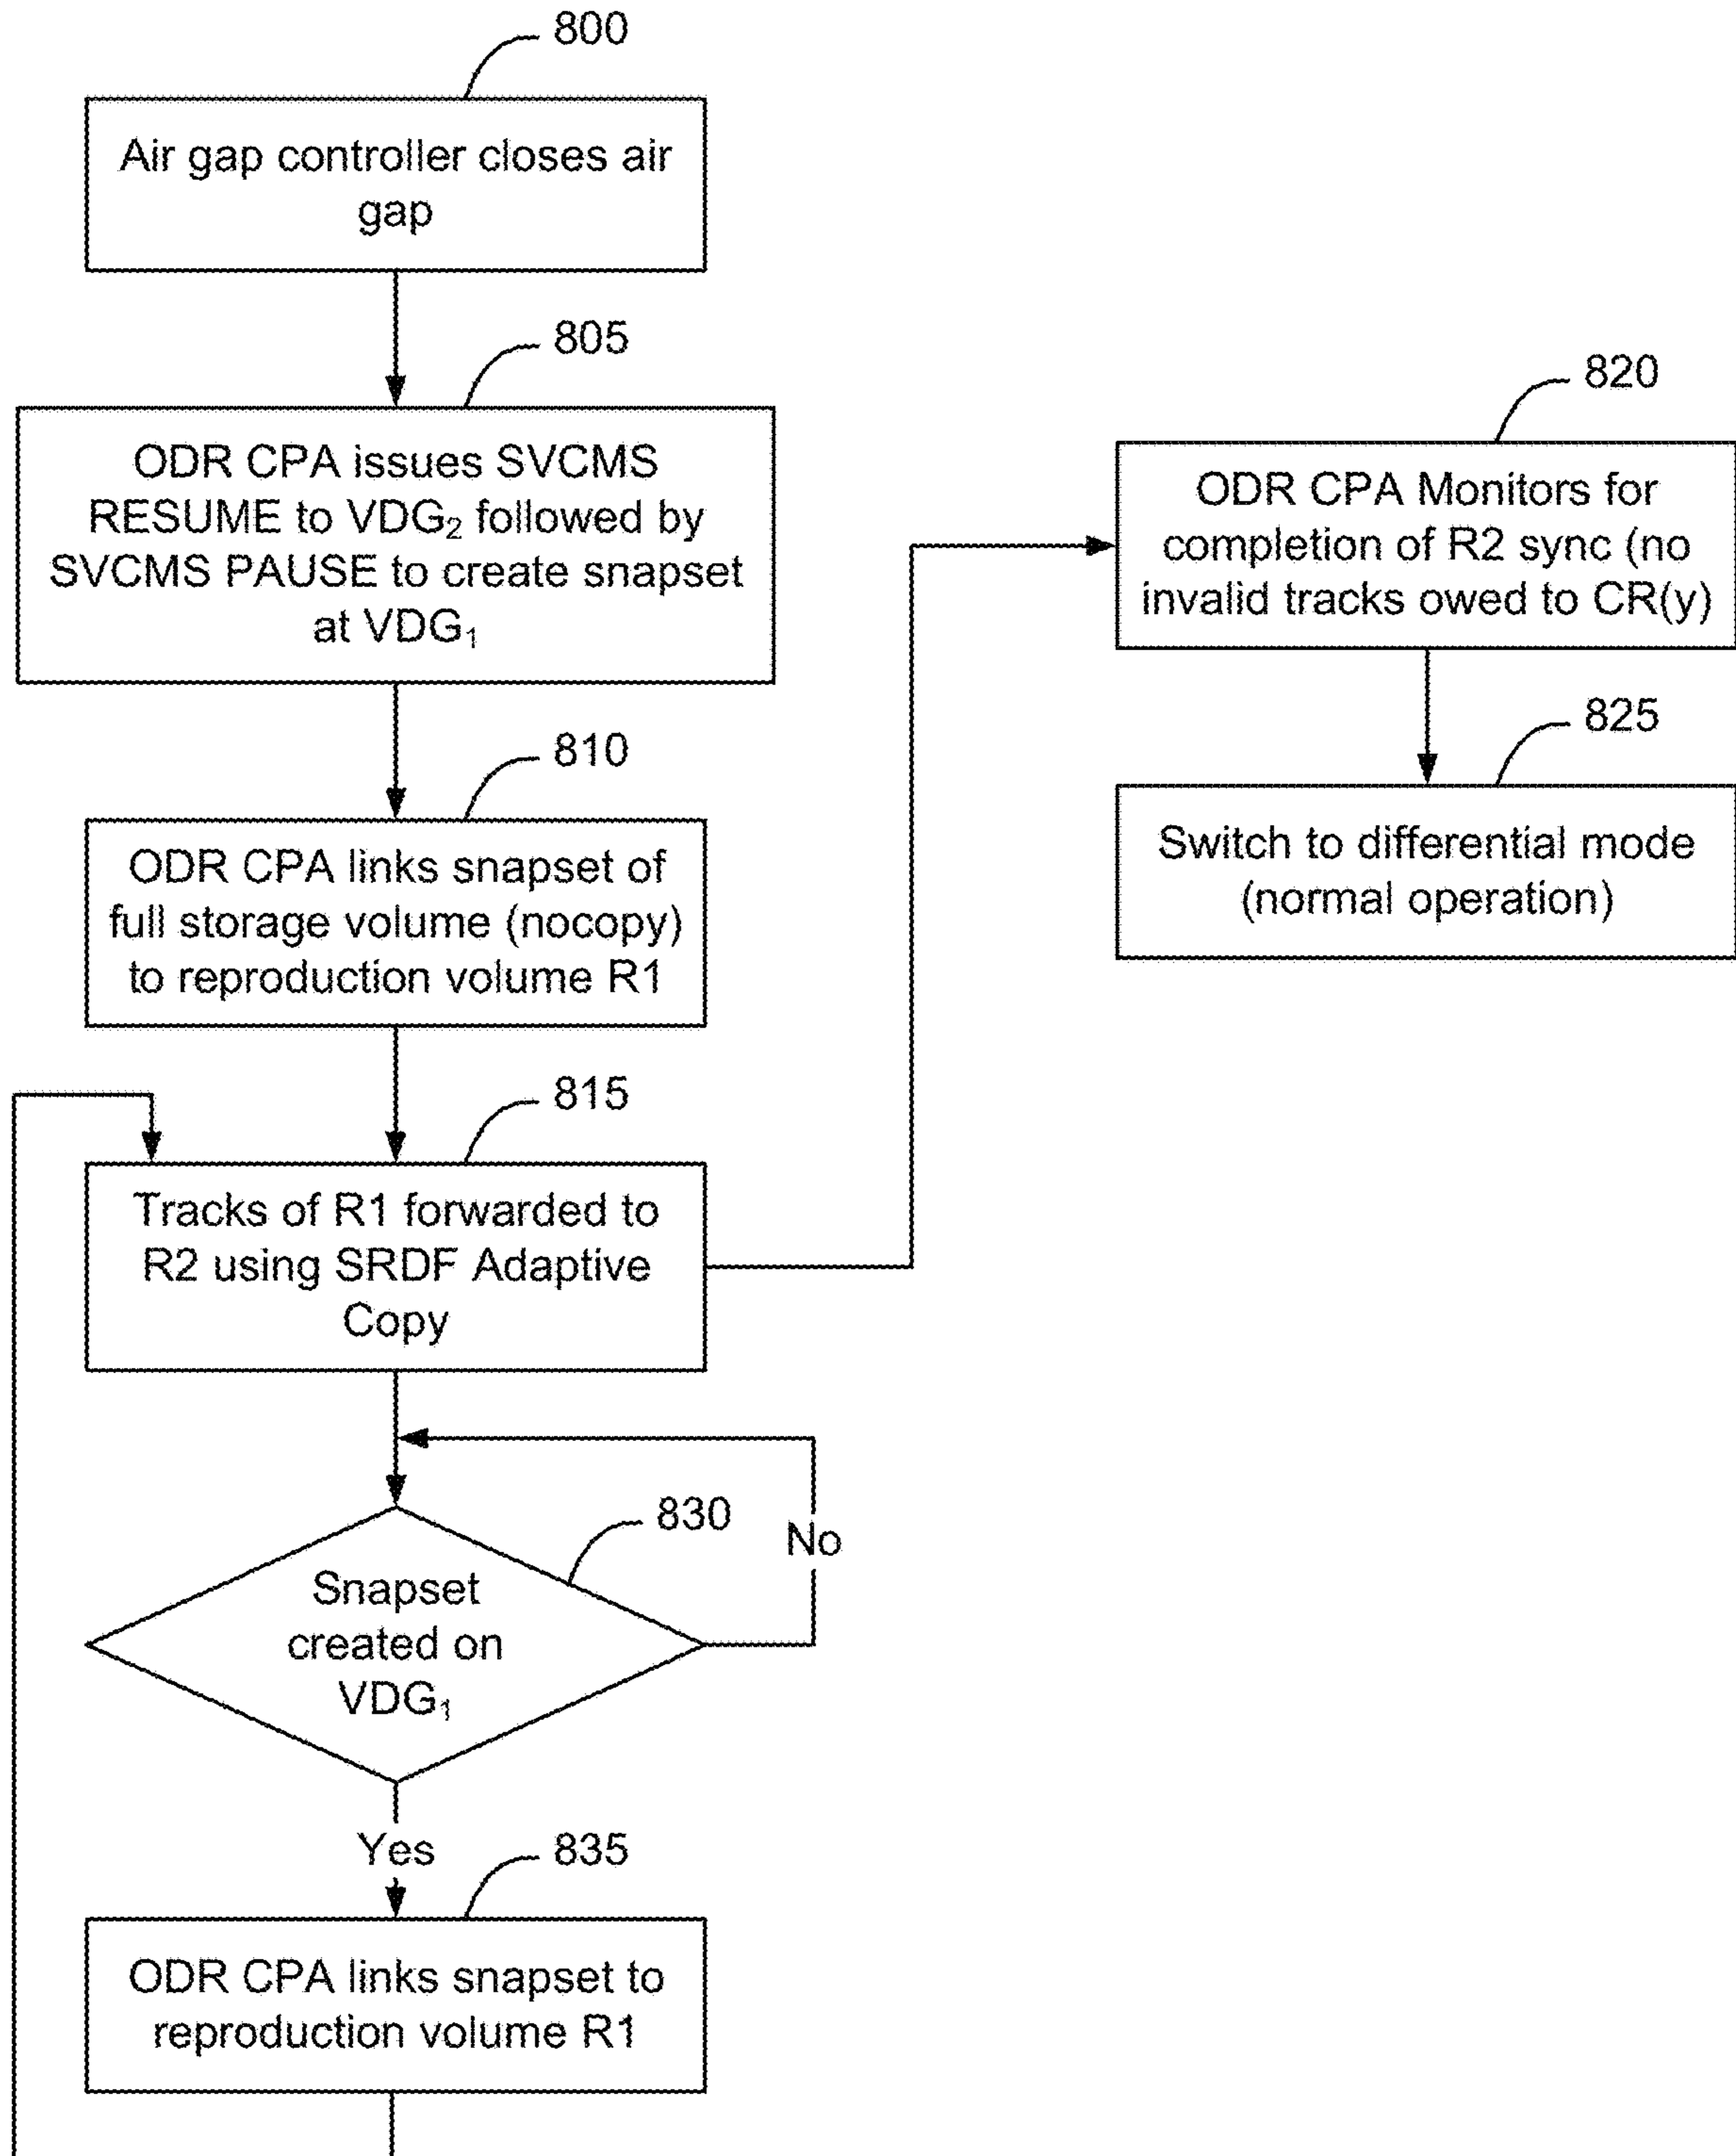 800
Air gap controller closes air
gap
805
ODR CPA issues SVCMS
RESUME to VDG₂ followed by
SVCMS PAUSE to create snapset
at VDG₁
810
ODR CPA links snapset of
full storage volume (nocopy)
to reproduction volume R1
815
Tracks of R1 forwarded to
R2 using SRDF Adaptive
Copy
820
ODR CPA Monitors for
completion of R2 sync (no
invalid tracks owed to CR(y)
825
Switch to differential mode
(normal operation)
830
No
Snapset
created on
VDG₁
Yes
835
ODR CPA links snapset to
reproduction volume R1